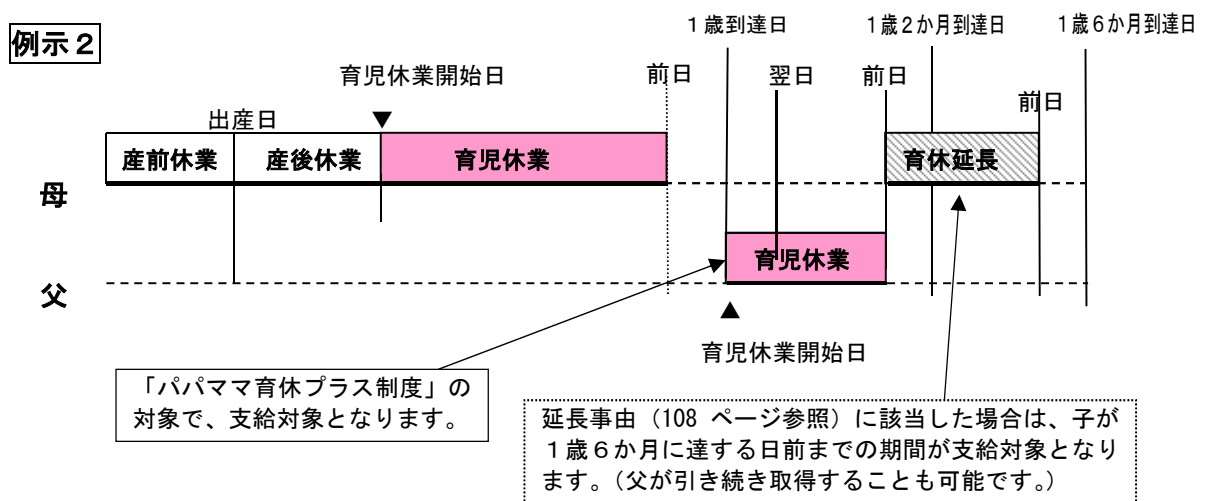 例示２
１歳到達日
１歳２か月到達日
１歳６か月到達日
育児休業開始日
前日
翌日
前日
前日
出産日
▼
産前休業
産後休業
育児休業
育休延長
母
育児休業
父
▲
育児休業開始日
「パパママ育休プラス制度」の
対象で、支給対象となります。
延長事由（108 ページ参照）に該当した場合は、子が
１歳６か月に達する日前までの期間が支給対象となり
ます。（父が引き続き取得することも可能です。）